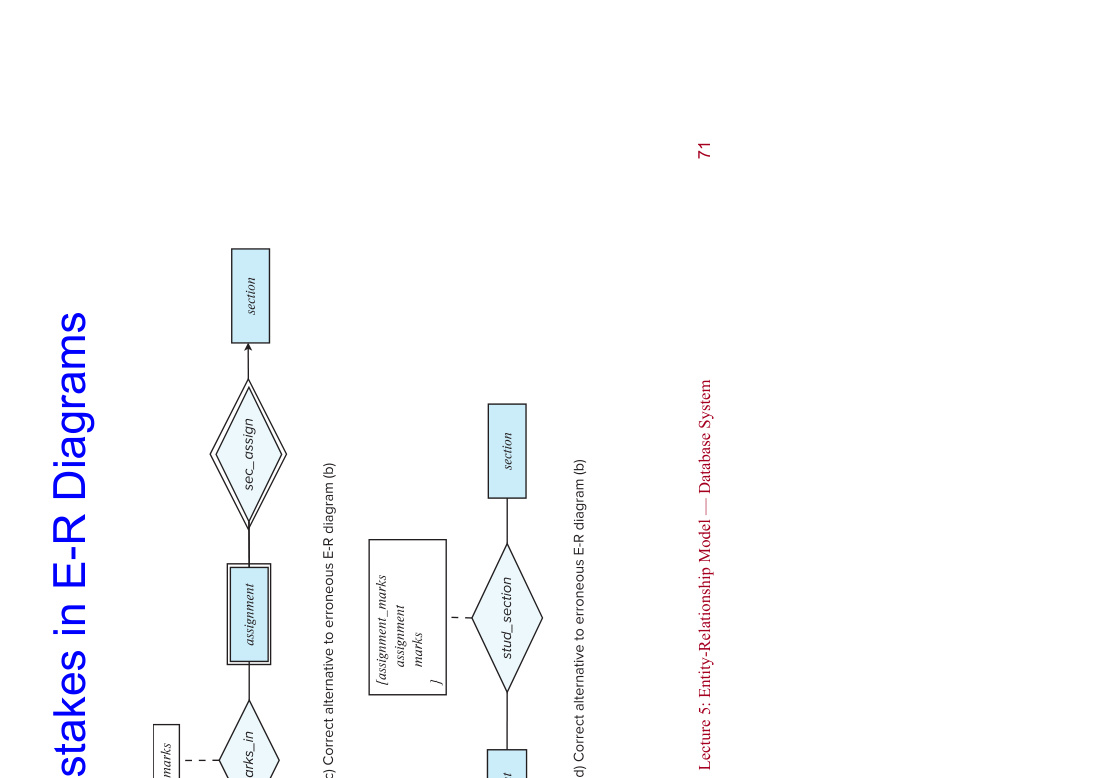 stakes in E-R Diagrams
marks
arks_in
assignment
sec_assign
section
c) Correct alternative to erroneous E-R diagram (b)
[assignment_marks
assignment
marks
]
stud_section
section
d) Correct alternative to erroneous E-R diagram (b)
Lecture 5: Entity-Relationship Model — Database System
71